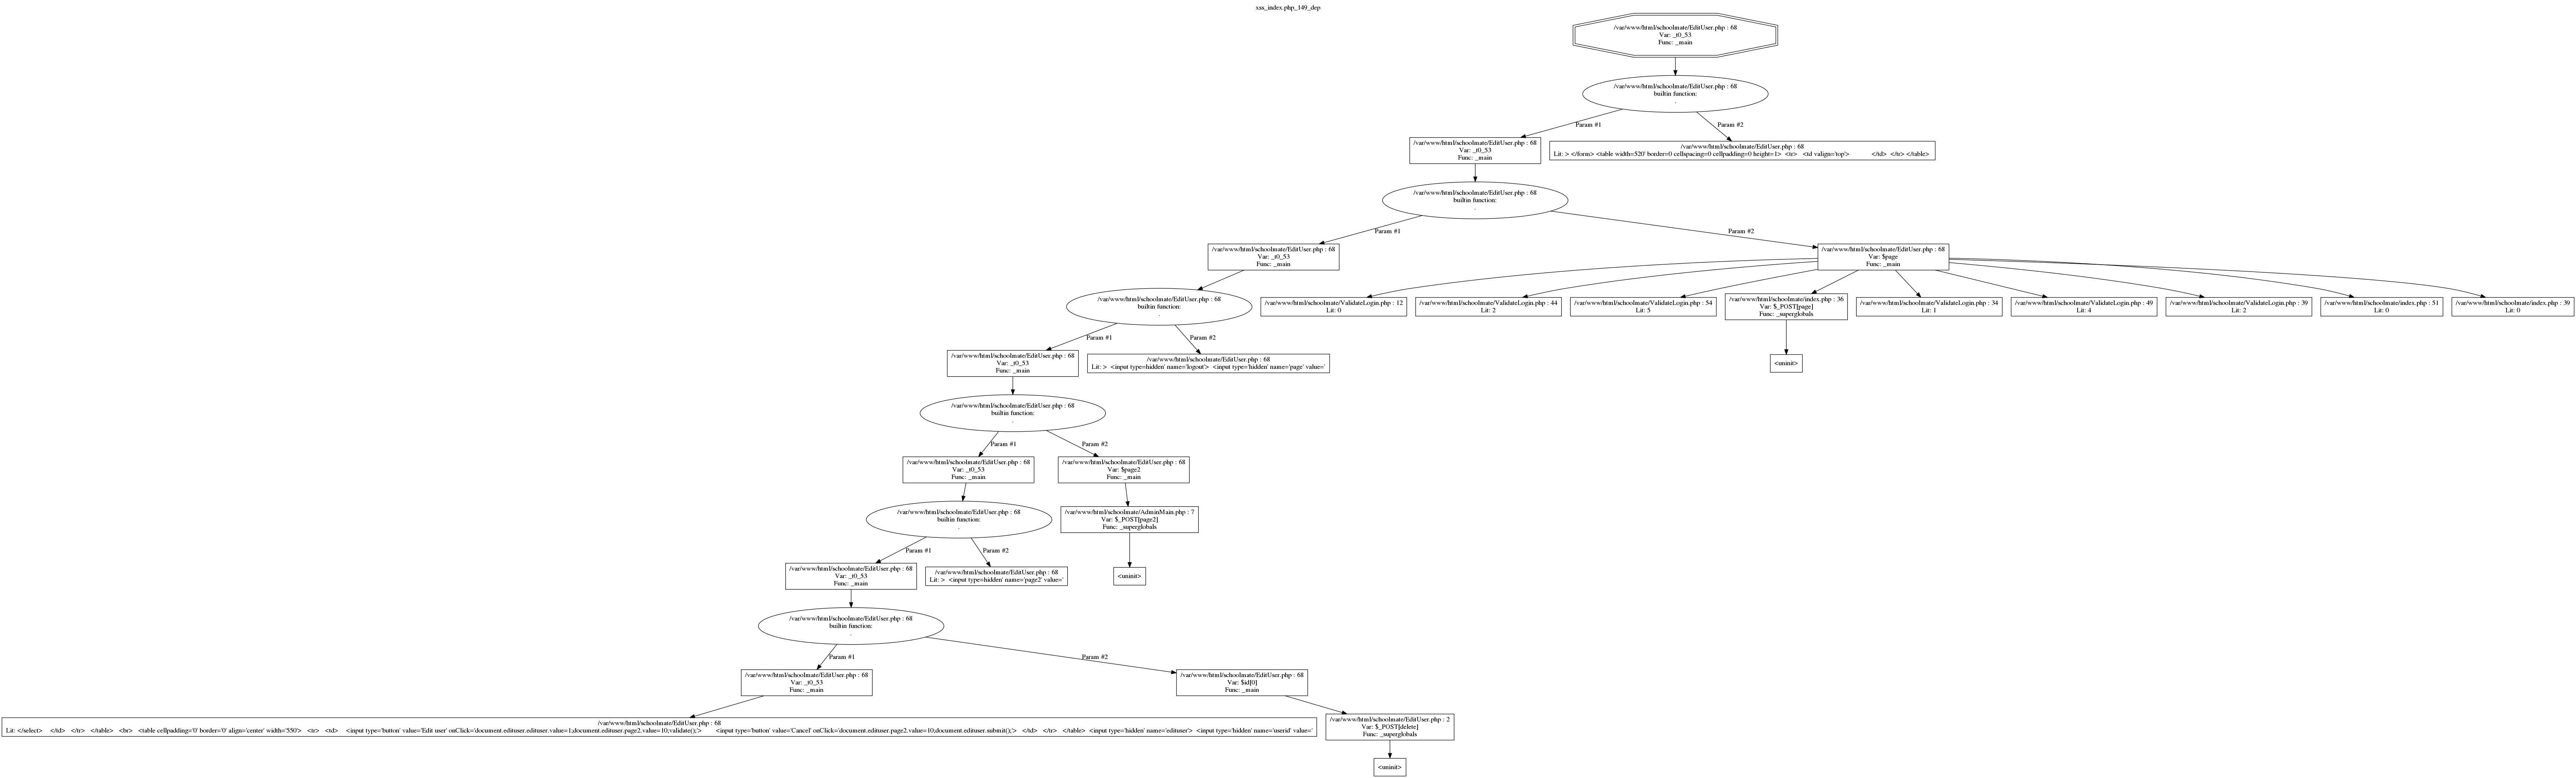 xss_index.php_149_dep
/var/www/html/schoolmate/EditUser.php : 68
Var: _t0_53
Func: _main
/var/www/html/schoolmate/EditUser.php : 68
builtin function:
.
Param #1
Param #2
/var/www/html/schoolmate/EditUser.php : 68
Var: _t0_53
Func: _main
/var/www/html/schoolmate/EditUser.php : 68
Lit: > </form> <table width=520' border=0 cellspacing=0 cellpadding=0 height=1> <tr> <td valign='top'> </td> </tr> </table>
/var/www/html/schoolmate/EditUser.php : 68
builtin function:
.
Param #1
Param #2
/var/www/html/schoolmate/EditUser.php : 68
Var: _t0_53
Func: _main
/var/www/html/schoolmate/EditUser.php : 68
Var: $page
Func: _main
/var/www/html/schoolmate/EditUser.php : 68
builtin function:
.
/var/www/html/schoolmate/ValidateLogin.php : 12
Lit: 0
/var/www/html/schoolmate/ValidateLogin.php : 44
Lit: 2
/var/www/html/schoolmate/ValidateLogin.php : 54
Lit: 5
/var/www/html/schoolmate/index.php : 36
Var: $_POST[page]
Func: _superglobals
/var/www/html/schoolmate/ValidateLogin.php : 34
Lit: 1
/var/www/html/schoolmate/ValidateLogin.php : 49
Lit: 4
/var/www/html/schoolmate/ValidateLogin.php : 39
Lit: 2
/var/www/html/schoolmate/index.php : 51
Lit: 0
/var/www/html/schoolmate/index.php : 39
Lit: 0
Param #1
Param #2
/var/www/html/schoolmate/EditUser.php : 68
Var: _t0_53
Func: _main
/var/www/html/schoolmate/EditUser.php : 68
Lit: > <input type=hidden' name='logout'> <input type='hidden' name='page' value='
<uninit>
/var/www/html/schoolmate/EditUser.php : 68
builtin function:
.
Param #1
Param #2
/var/www/html/schoolmate/EditUser.php : 68
Var: _t0_53
Func: _main
/var/www/html/schoolmate/EditUser.php : 68
Var: $page2
Func: _main
/var/www/html/schoolmate/EditUser.php : 68
builtin function:
.
/var/www/html/schoolmate/AdminMain.php : 7
Var: $_POST[page2]
Func: _superglobals
Param #1
Param #2
/var/www/html/schoolmate/EditUser.php : 68
Var: _t0_53
Func: _main
/var/www/html/schoolmate/EditUser.php : 68
Lit: > <input type=hidden' name='page2' value='
<uninit>
/var/www/html/schoolmate/EditUser.php : 68
builtin function:
.
Param #1
Param #2
/var/www/html/schoolmate/EditUser.php : 68
Var: _t0_53
Func: _main
/var/www/html/schoolmate/EditUser.php : 68
Var: $id[0]
Func: _main
/var/www/html/schoolmate/EditUser.php : 68
Lit: </select> </td> </tr> </table> <br> <table cellpadding='0' border='0' align='center' width='550'> <tr> <td> <input type='button' value='Edit user' onClick='document.edituser.edituser.value=1;document.edituser.page2.value=10;validate();'> <input type='button' value='Cancel' onClick='document.edituser.page2.value=10;document.edituser.submit();'> </td> </tr> </table> <input type='hidden' name='edituser'> <input type='hidden' name='userid' value='
/var/www/html/schoolmate/EditUser.php : 2
Var: $_POST[delete]
Func: _superglobals
<uninit>